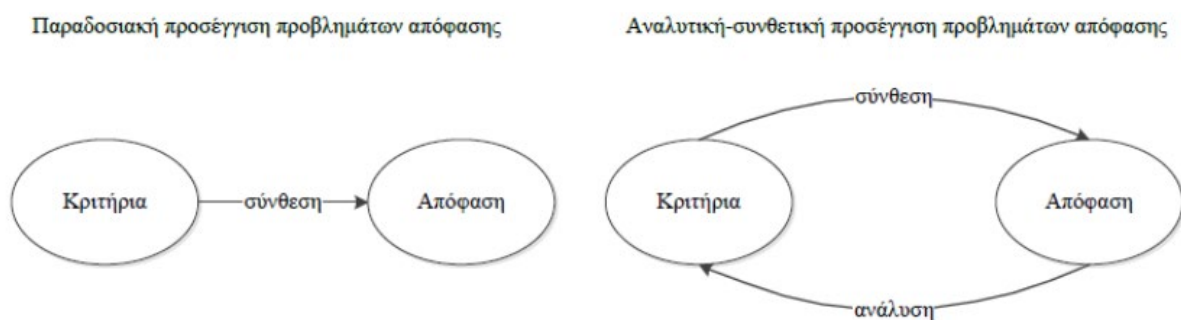 Παραδοσιακή προσέγγιση προβλημάτων απόφασης
Κριτήρια
σύνθεση
Απόφαση
Αναλυτική-συνθετική προσέγγιση προβλημάτων απόφασης
σύνθεση
Κριτήρια
Απόφαση
ανάλυση